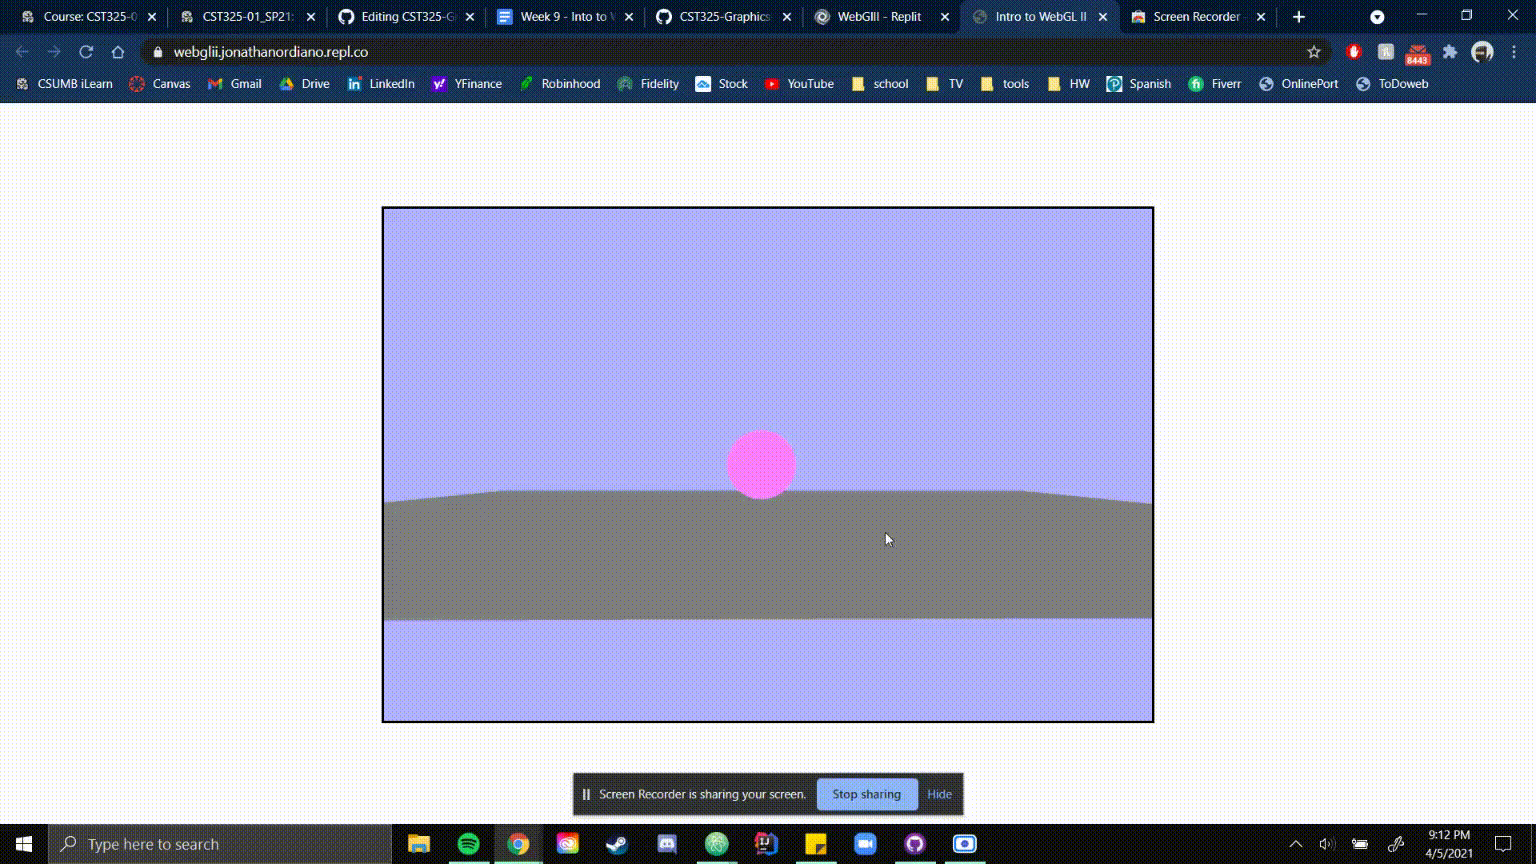 Course: CST325-0
CST325-01_SP21:
Editing CST325-G
Week 9 - Into to W
CST325-Graphics
WebGlII - Replit
Intro to WebGL II
Screen Recorder
webglii.jonathanordiano.repl.co
8443
CSUMB iLearn
Canvas
Gmail
Drive
LinkedIn
YFinance
Robinhood
Fidelity
Stock
YouTube
school
TV
tools
HW
Spanish
Fiverr
OnlinePort
ToDoweb
Screen Recorder is sharing your screen.
Stop sharing
Hide
Type here to search
9:12 PM
4/5/2021